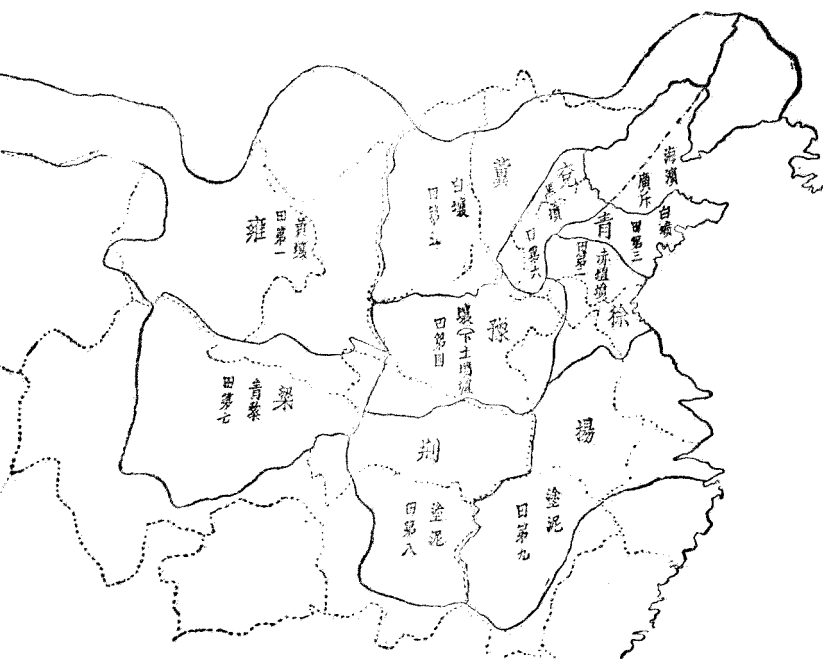 海濱
廣斥
白墳
田第三
青
兗
黑墳
田第六
冀
白壤
田第五
徐
赤埴墳
田第二
雍
黄壤
田第一
豫
壤(下土墳
田第四
梁
青黎
田第七
揚
塗泥
田第九
荆
塗泥
田第八